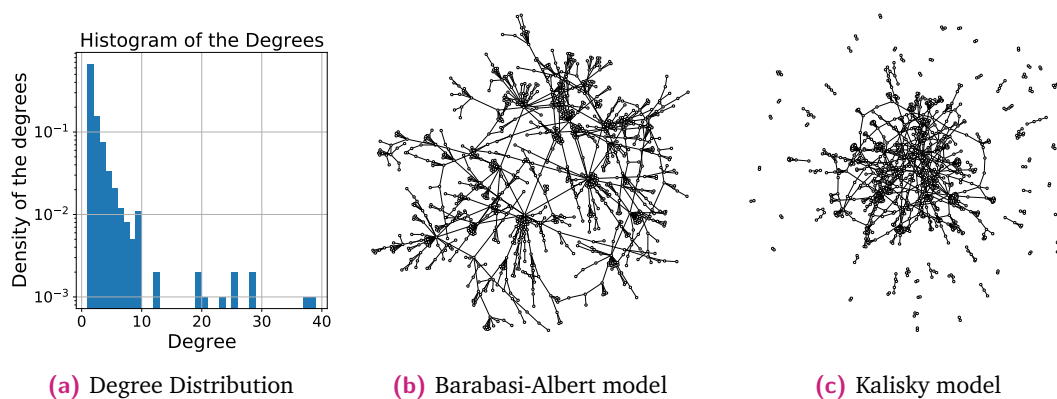 Histogram of the Degrees
Density of the degrees
10⁻¹
10⁻²
10⁻³
0 10 20 30 40
Degree
(a) Degree Distribution
(b) Barabasi-Albert model
(c) Kalisky model